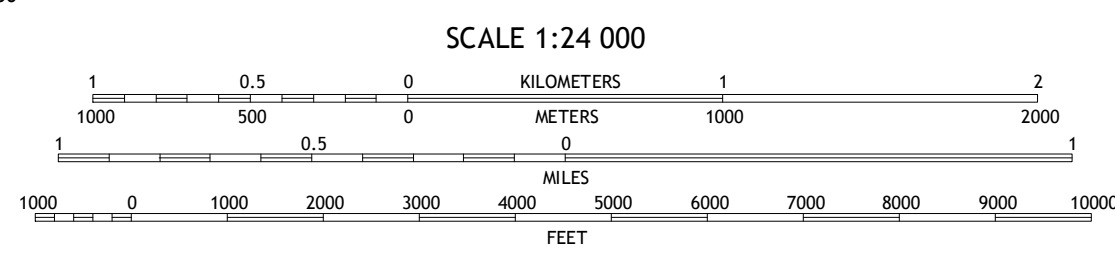 SCALE 1:24 000
1 0.5 0 KILOMETERS 1 2
1000 500 0 METERS 1000 2000
1 0.5 0 1
MILES
1000 0 1000 2000 3000 4000 5000 6000 7000 8000 9000 10000
FEET